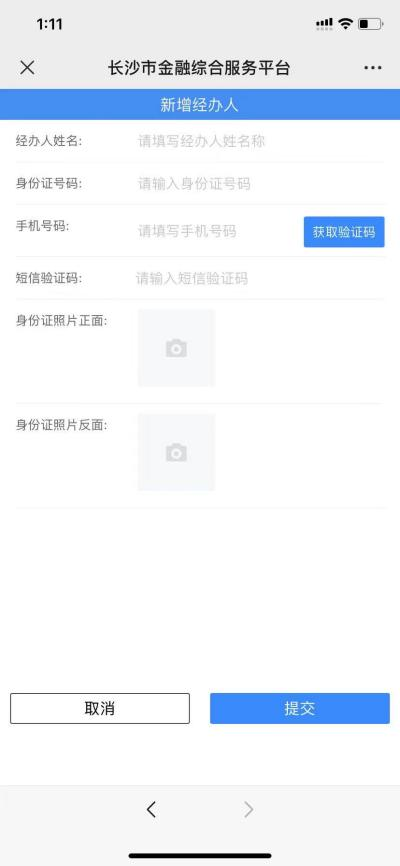 1:11
长沙市金融综合服务平台
新增经办人
经办人姓名: 请填写经办人姓名称
身份证号码: 请输入身份证号码
手机号码: 请填写手机号码 获取验证码
短信验证码: 请输入短信验证码
身份证照片正面:
身份证照片反面:
取消 提交